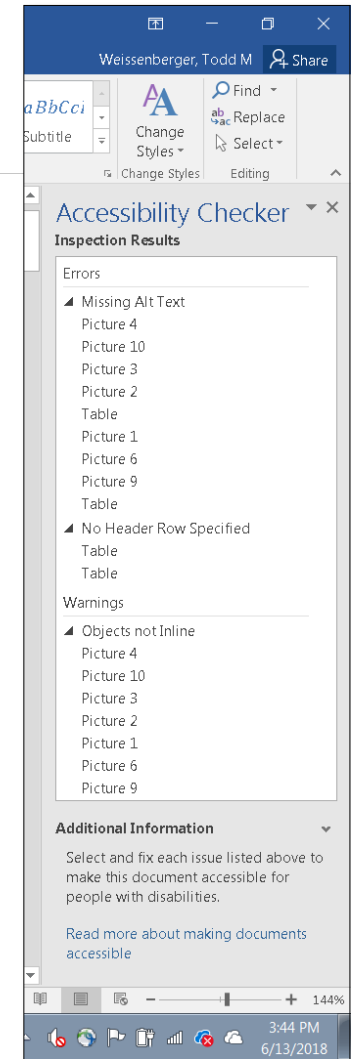 Weissenberger, Todd M Share
aBbCcI
Subtitle
Change
Styles
Find
Replace
Select
Change Styles
Editing
Accessibility Checker
Inspection Results
Errors
Missing Alt Text
Picture 4
Picture 10
Picture 3
Picture 2
Table
Picture 1
Picture 6
Picture 9
Table
No Header Row Specified
Table
Table
Warnings
Objects not Inline
Picture 4
Picture 10
Picture 3
Picture 2
Picture 1
Picture 6
Picture 9
Additional Information
Select and fix each issue listed above to
make this document accessible for
people with disabilities.
Read more about making documents
accessible
144%
3:44 PM
6/13/2018